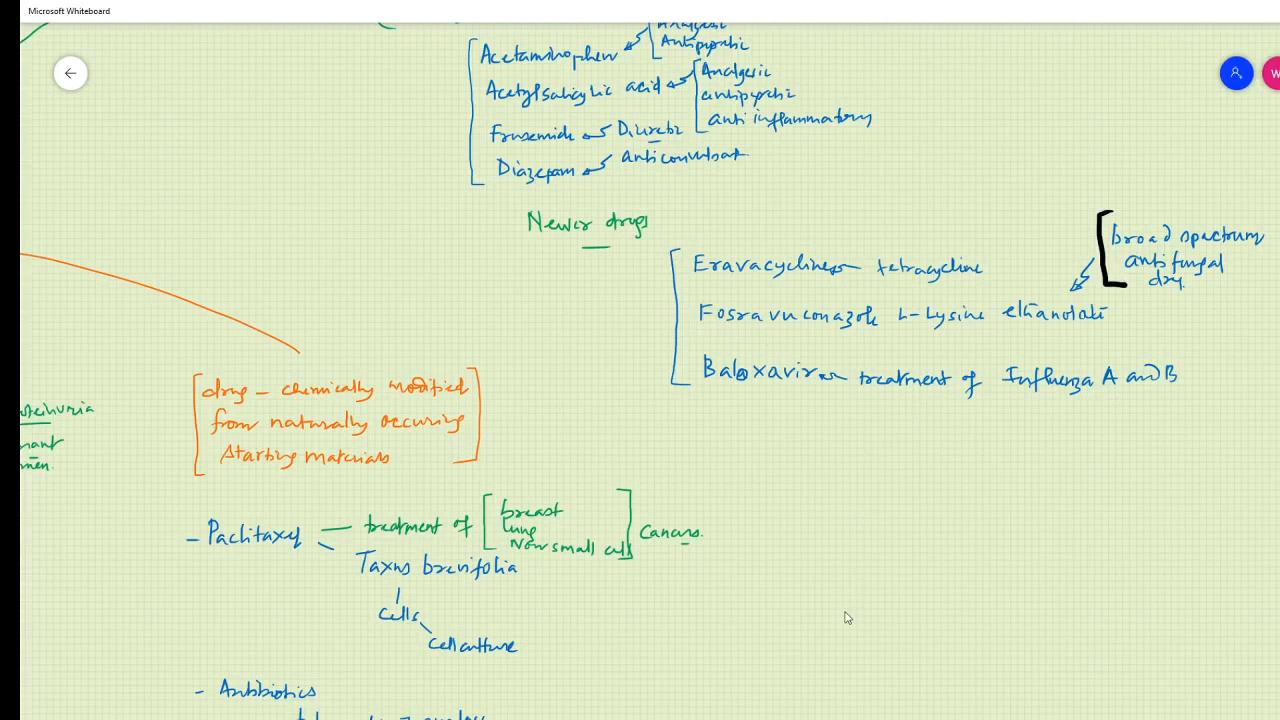 Microsoft Whiteboard
Analgesic
Antipyretic
Acetaminophen
Acetylsalicylic acid
Analgesic
antipyretic
anti inflammatory
Frusemide Diuretic
Diazepam anticonvulsant
Newer drugs
broad spectrum
antifungal
drug
Eravacycline tetracycline
Fosravuconazole L-Lysine ethanolate
Baloxavir treatment of Influenza A and B
drug - chemically modified
from naturally occuring
starting materials
- Paclitaxel — treatment of
breast
lung
Non small cell
Cancers.
Taxus brevifolia
cells
cell culture
- Antibiotics
W